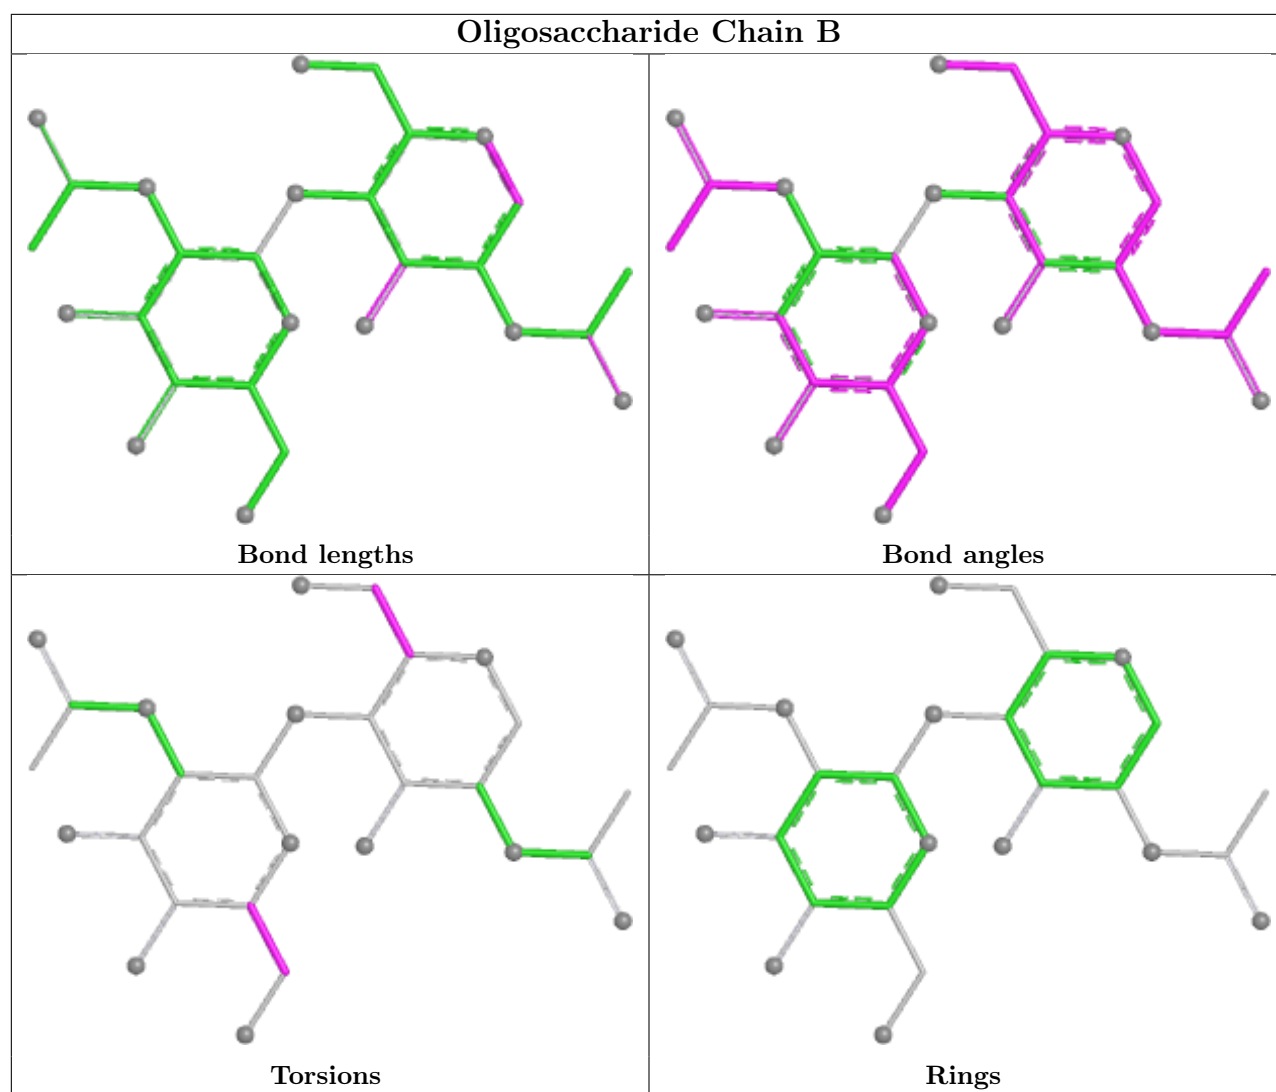 Oligosaccharide Chain B
Bond lengths
Bond angles
Torsions
Rings